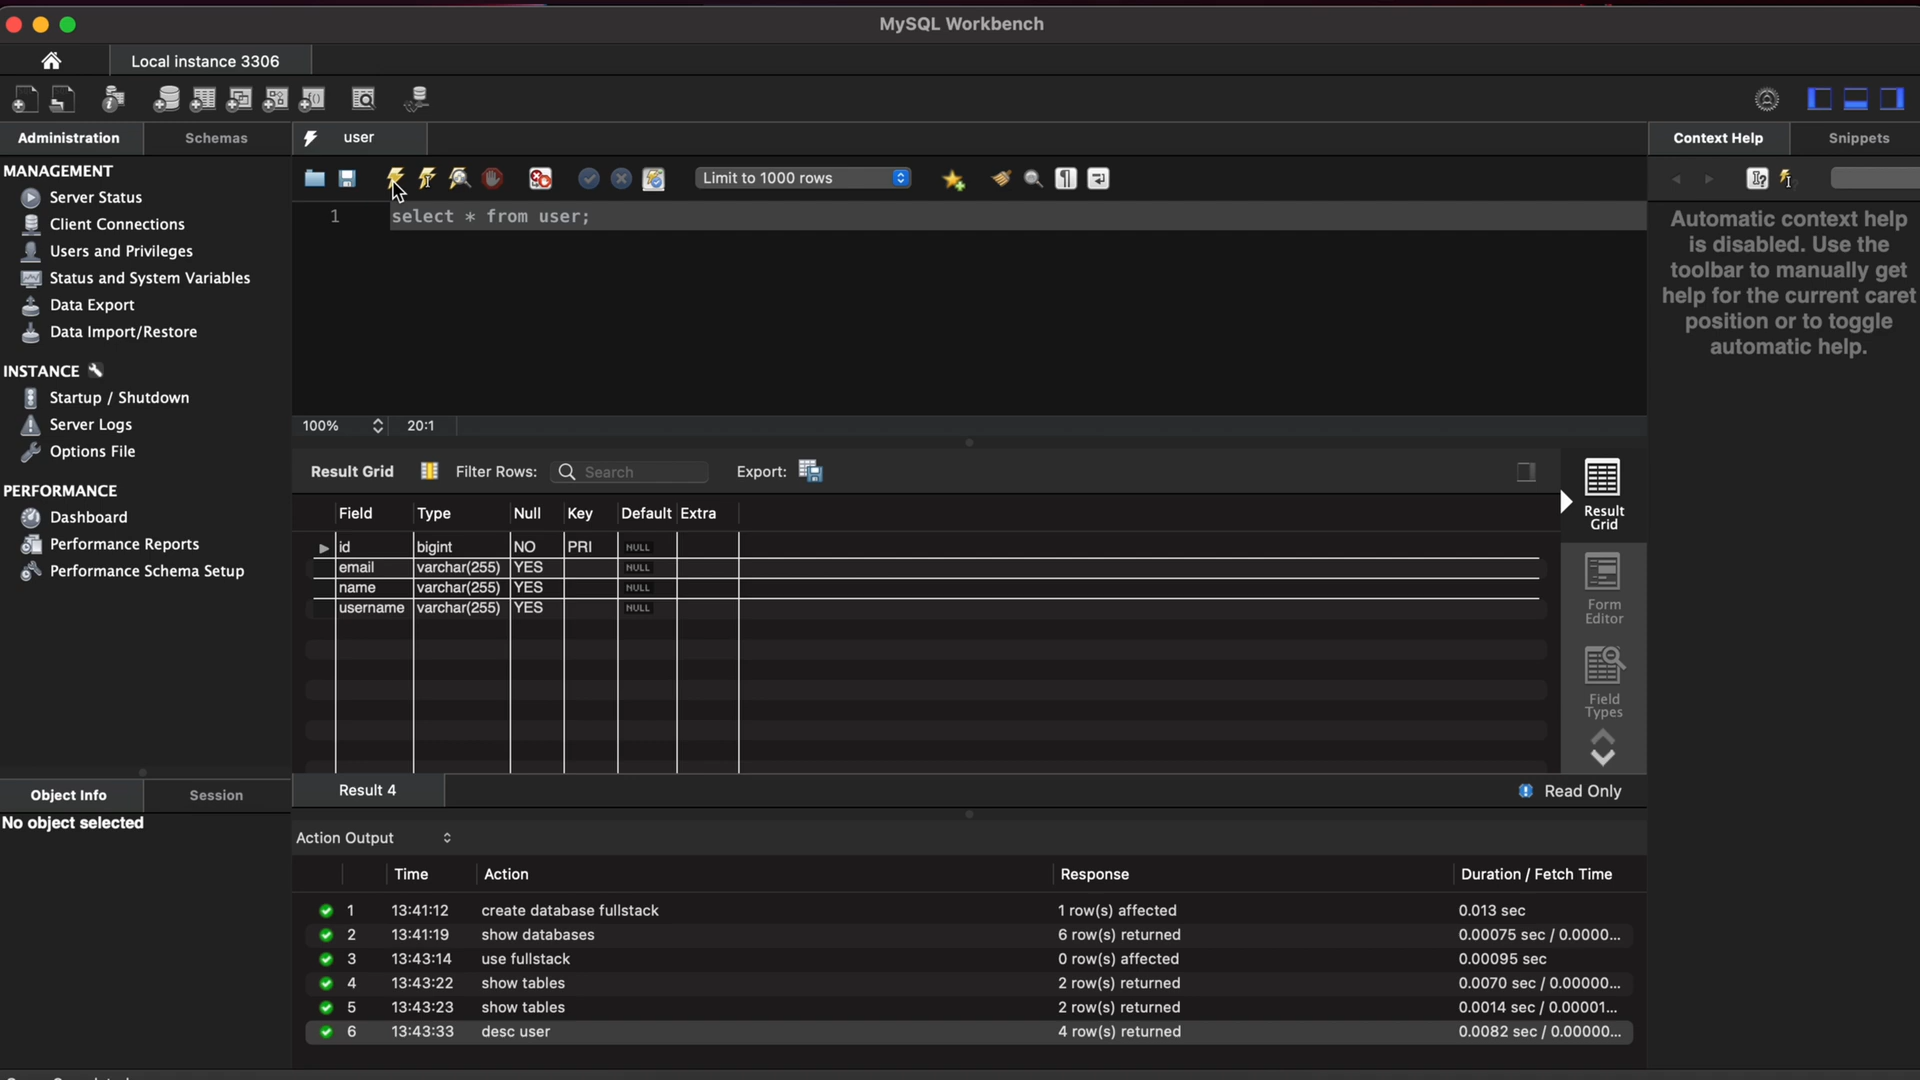 MySQL Workbench
Local instance 3306
Administration
Schemas
user
Context Help
Snippets
MANAGEMENT
Server Status
Client Connections
Users and Privileges
Status and System Variables
Data Export
Data Import/Restore
INSTANCE
Startup / Shutdown
Server Logs
Options File
PERFORMANCE
Dashboard
Performance Reports
Performance Schema Setup
Limit to 1000 rows
1 select * from user;
Automatic context help
is disabled. Use the
toolbar to manually get
help for the current caret
position or to toggle
automatic help.
100% 20:1
Result Grid Filter Rows: Search Export:
Field Type Null Key Default Extra
id bigint NO PRI NULL
email varchar(255) YES NULL
name varchar(255) YES NULL
username varchar(255) YES NULL
Result
Grid
Form
Editor
Field
Types
Result 4
Read Only
Object Info
Session
No object selected
Action Output
Time Action Response Duration / Fetch Time
1 13:41:12 create database fullstack 1 row(s) affected 0.013 sec
2 13:41:19 show databases 6 row(s) returned 0.00075 sec / 0.0000...
3 13:43:14 use fullstack 0 row(s) affected 0.00095 sec
4 13:43:22 show tables 2 row(s) returned 0.0070 sec / 0.00000...
5 13:43:23 show tables 2 row(s) returned 0.0014 sec / 0.00001...
6 13:43:33 desc user 4 row(s) returned 0.0082 sec / 0.00000...